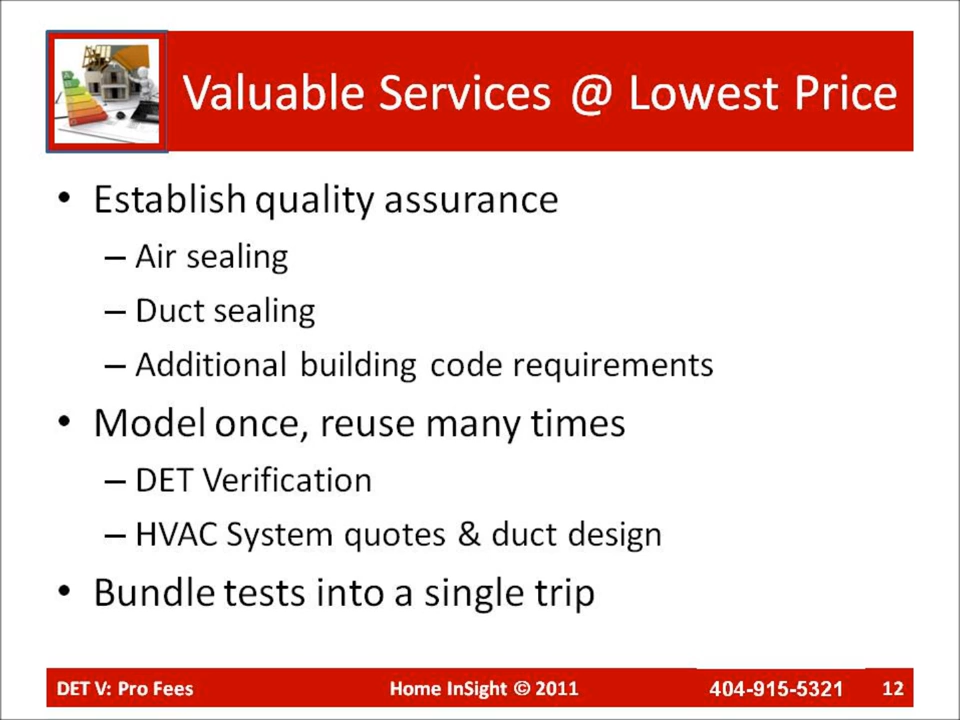 Valuable Services @ Lowest Price
• Establish quality assurance
– Air sealing
– Duct sealing
– Additional building code requirements
• Model once, reuse many times
– DET Verification
– HVAC System quotes & duct design
• Bundle tests into a single trip
DET V: Pro Fees Home InSight © 2011 404-915-5321 12